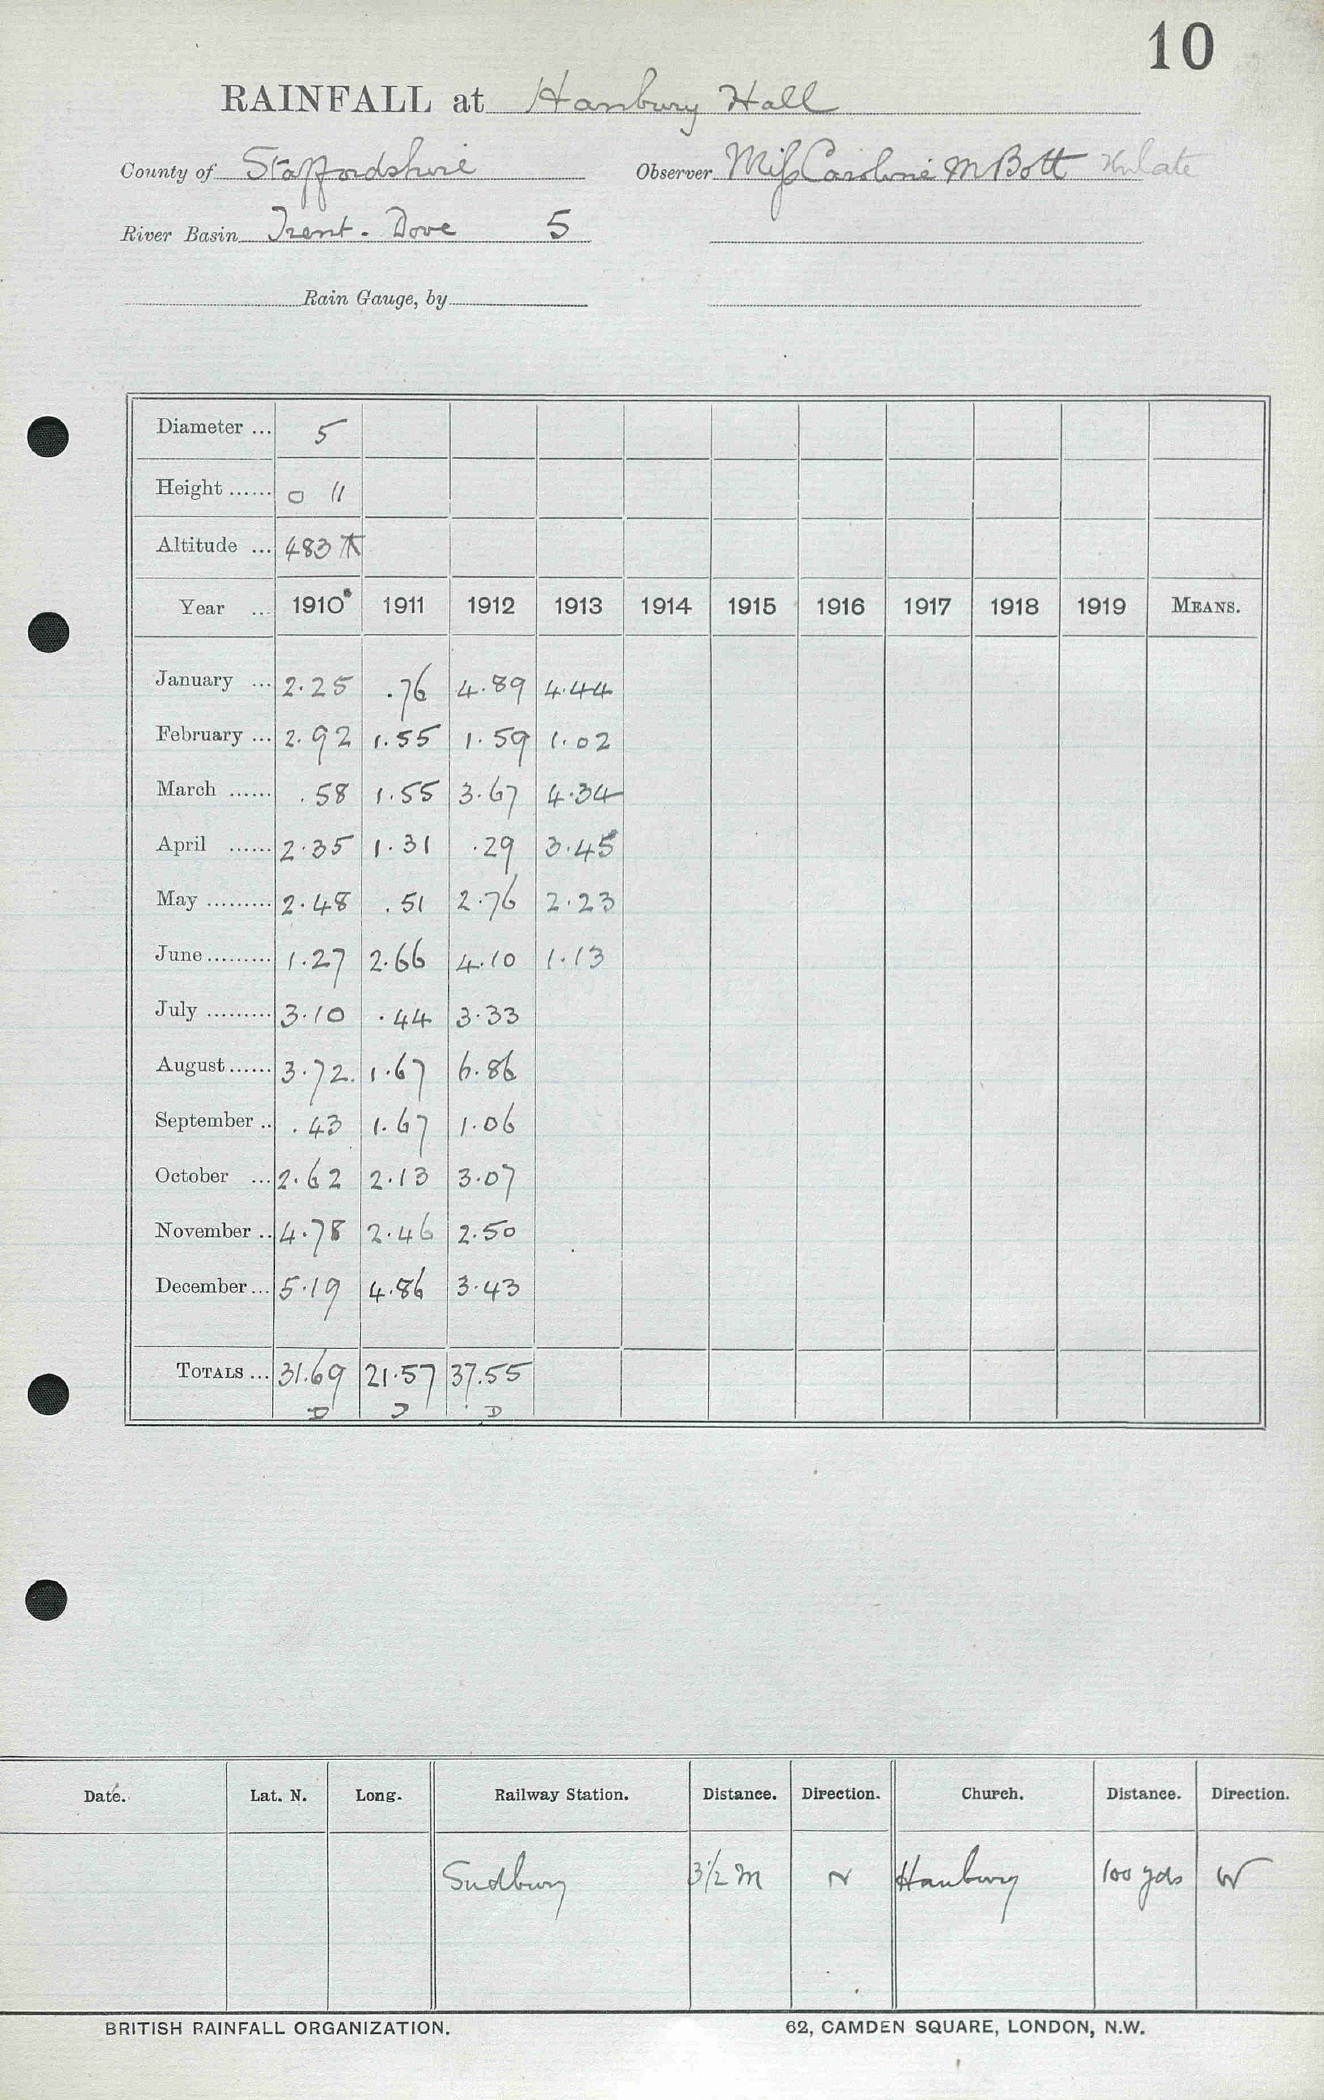 10
RAINFALL at Hanbury Hall
County of Staffordshire Observer Miss Caroline M Bott
River Basin Trent - Dove 5
Rain Gauge, by
Diameter ... 5
Height ...... 0 11
Altitude ... 483
Year ... 1910 1911 1912 1913 1914 1915 1916 1917 1918 1919 MEANS.
January ... 2.25 .76 4.89 4.44
February ... 2.92 1.55 1.59 1.02
March ...... .58 1.55 3.67 4.34
April ...... 2.35 1.31 .29 3.45
May ......... 2.48 .51 2.76 2.23
June ......... 1.27 2.66 4.10 1.13
July ......... 3.10 .44 3.33
August ...... 3.72. 1.67 6.86
September .. .43 1.67 1.06
October ... 2.62 2.13 3.07
November .. 4.78 2.46 2.50
December ... 5.19 4.86 3.43
TOTALS ... 31.69 21.57 37.55
D D D
Date. Lat. N. Long. Railway Station. Distance. Direction. Church. Distance. Direction.
Sudbury 3½ M N Hanbury 100 yds W
BRITISH RAINFALL ORGANIZATION. 62, CAMDEN SQUARE, LONDON, N.W.